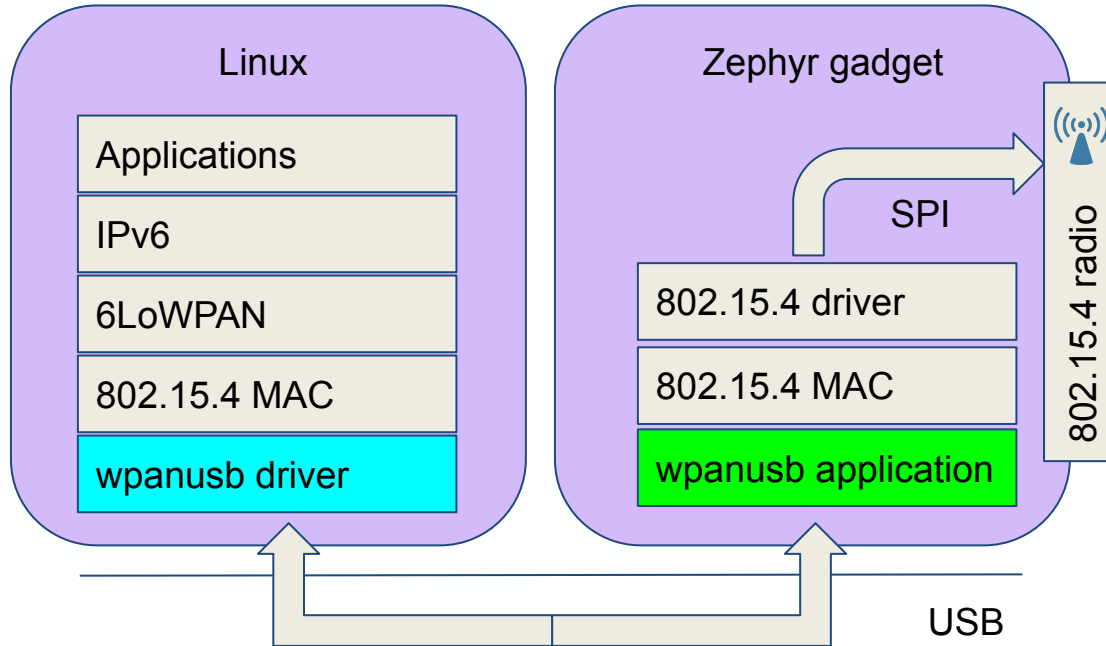 Linux
Applications
IPv6
6LoWPAN
802.15.4 MAC
wpanusb driver
Zephyr gadget
SPI
802.15.4 driver
802.15.4 MAC
wpanusb application
802.15.4 radio
USB